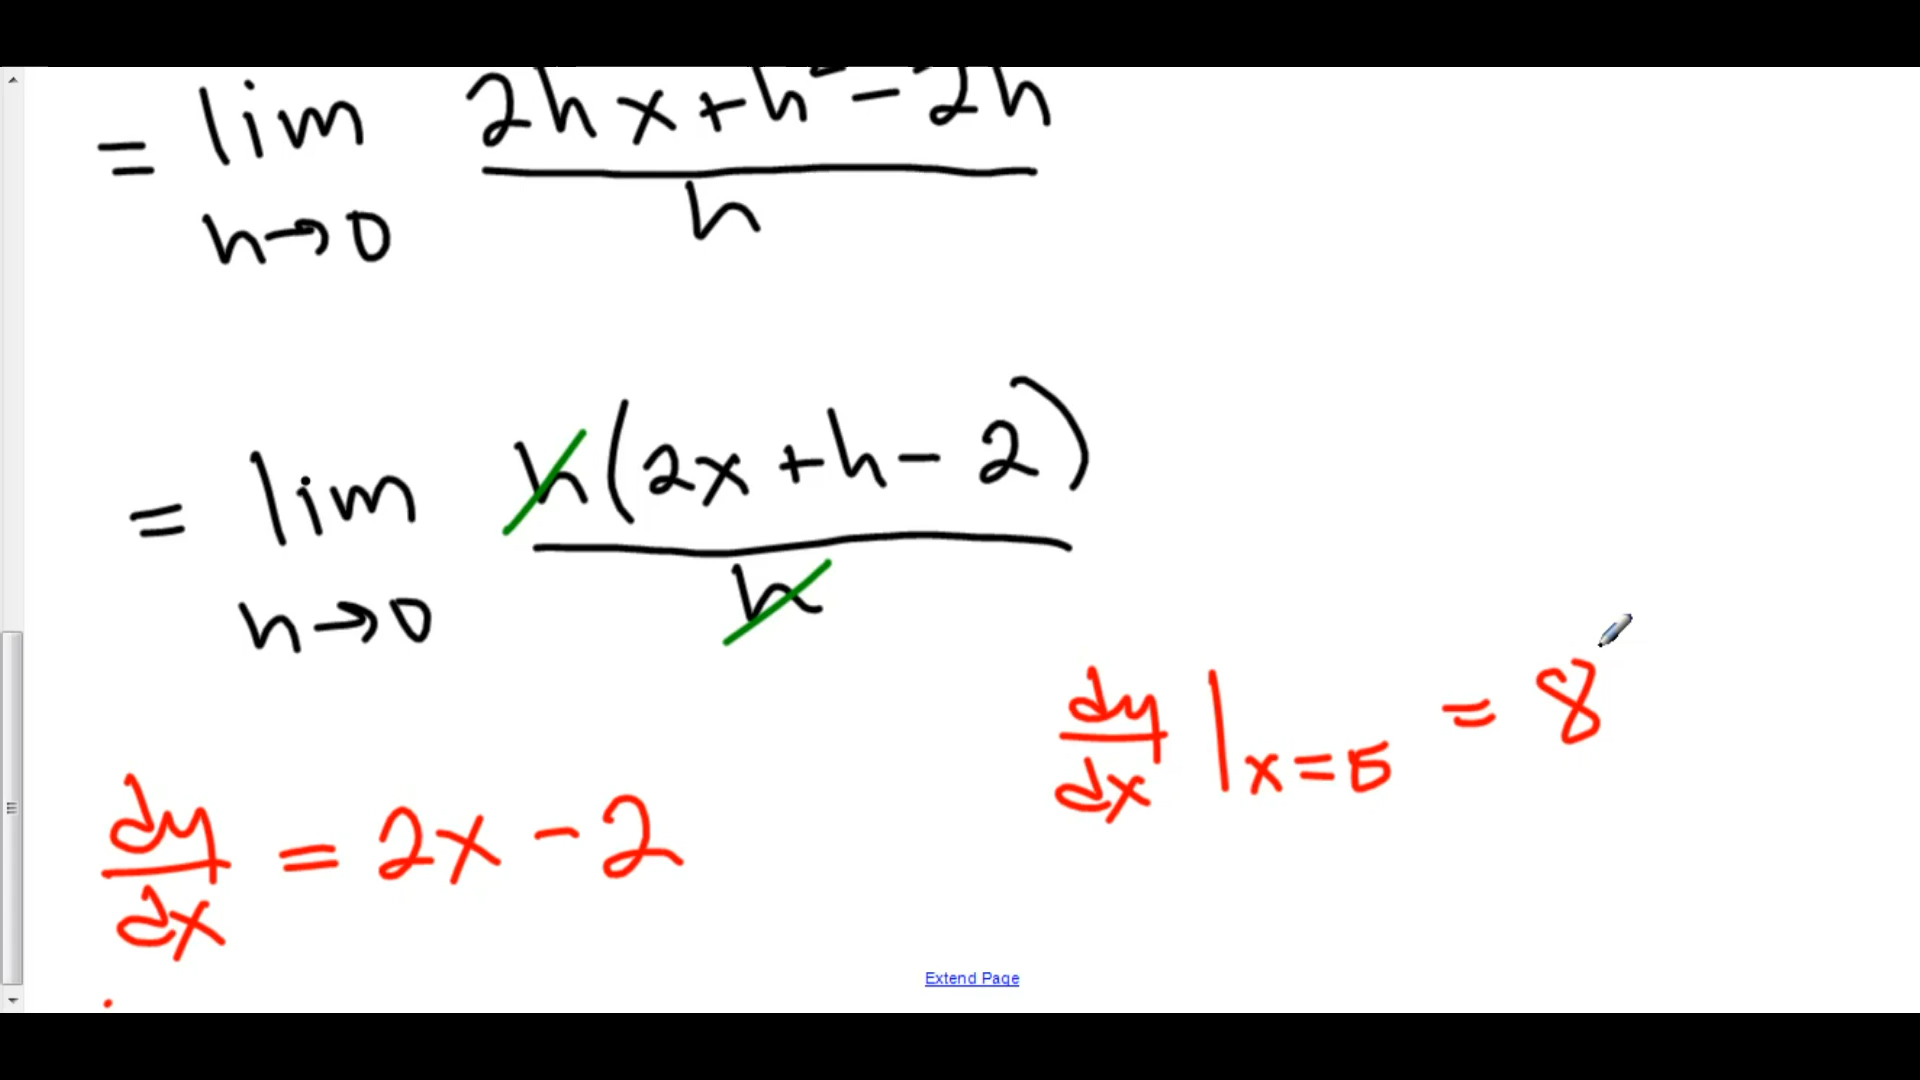 = lim 2hx + h² - 2h
h→0 h
= lim h(2x + h - 2)
h→0 h
dy/dx |x=5 = 8
dy/dx = 2x - 2
Extend Page